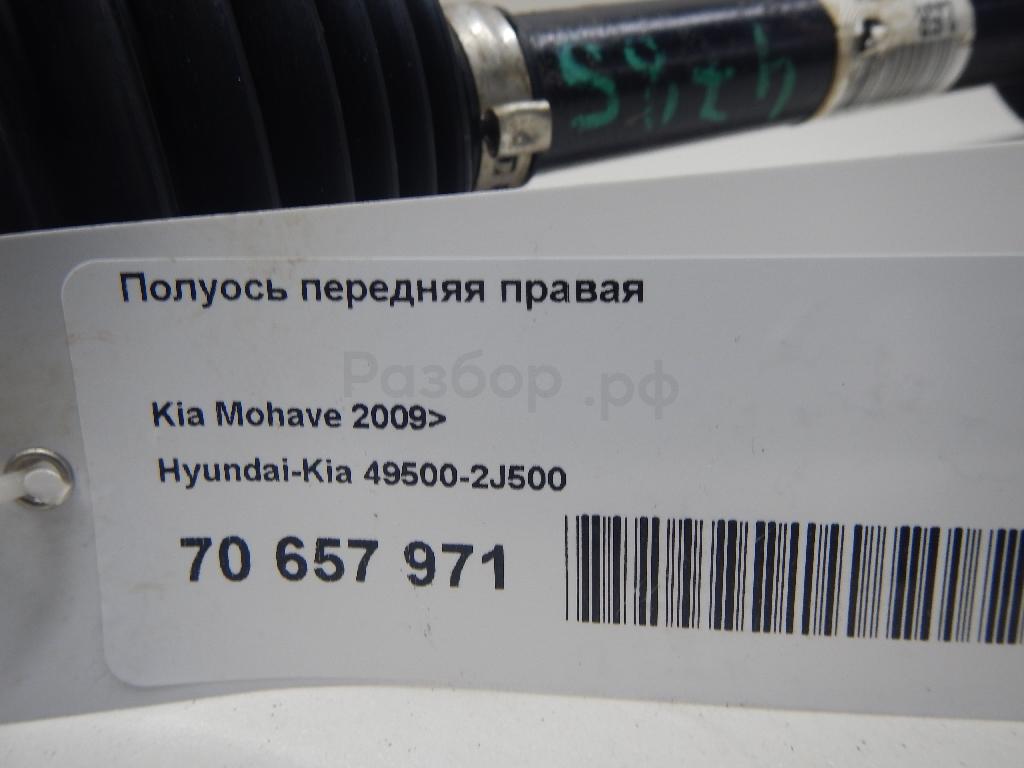 Полуось передняя правая
Разбор.рф
Kia Mohave 2009>
Hyundai-Kia 49500-2J500
70 657 971